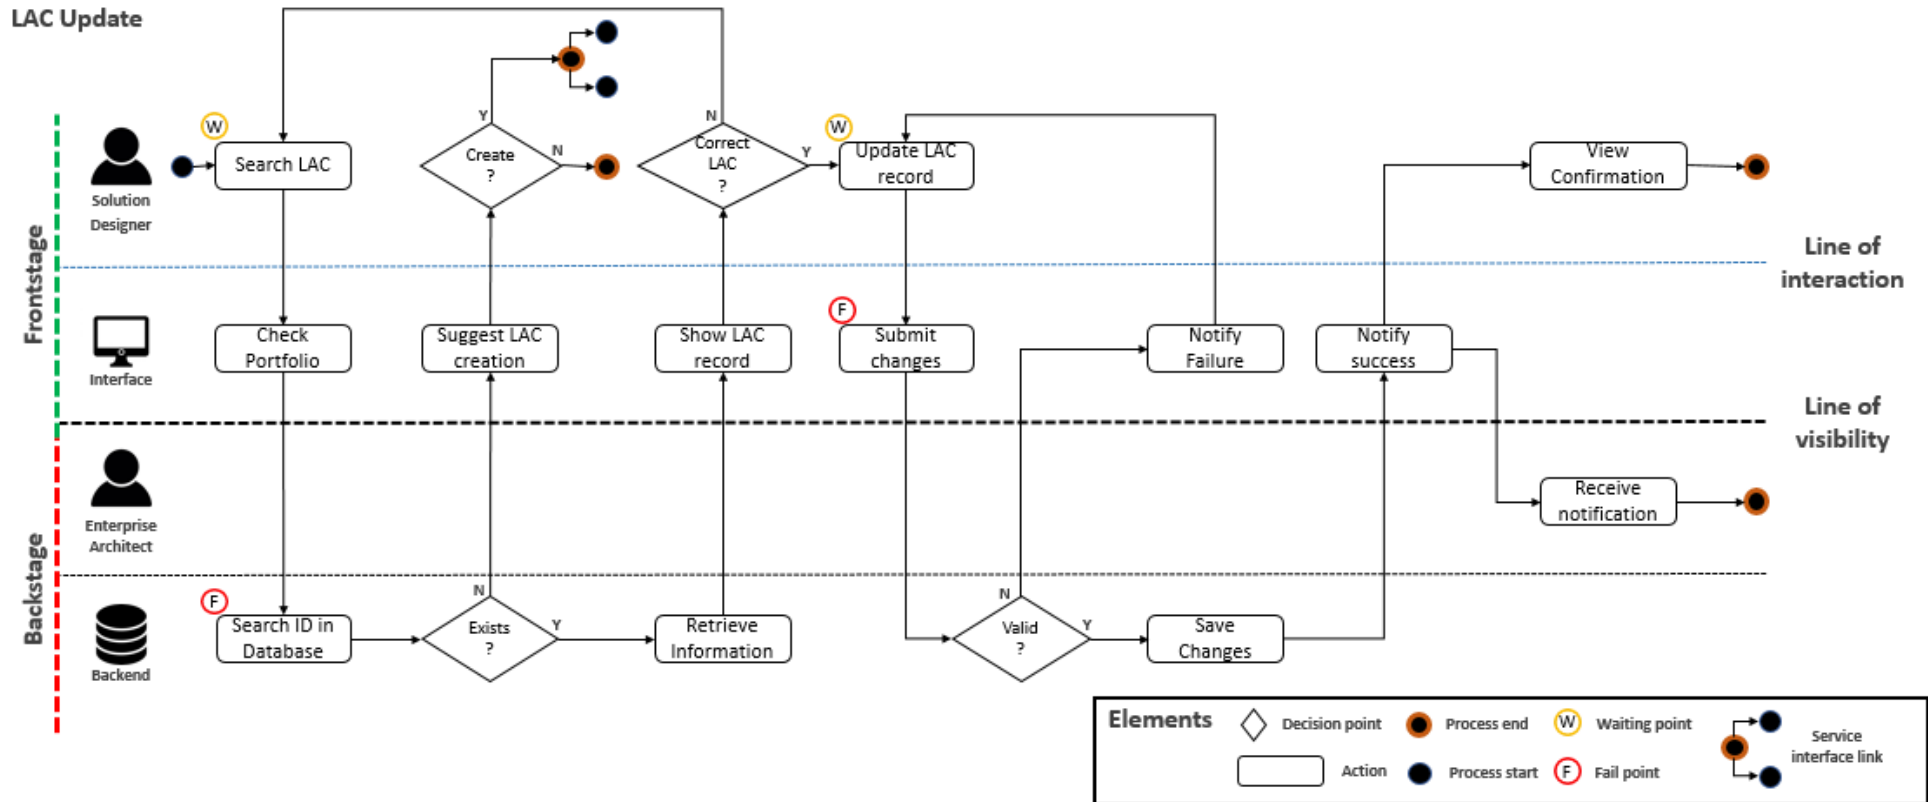 LAC Update
W
Search LAC
Y
Create
?
N
N
Correct
LAC
?
Y
W
Update LAC
record
View
Confirmation
Solution
Designer
Line of
interaction
Frontstage
Check
Portfolio
Suggest LAC
creation
Show LAC
record
F
Submit
changes
Notify
Failure
Notify
success
Interface
Line of
visibility
Enterprise
Architect
Receive
notification
Backstage
F
Search ID in
Database
N
Exists
?
Y
Retrieve
Information
N
Valid
?
Y
Save
Changes
Backend
Elements
Decision point
Process end
W
Waiting point
Service
interface link
Action
Process start
F
Fail point